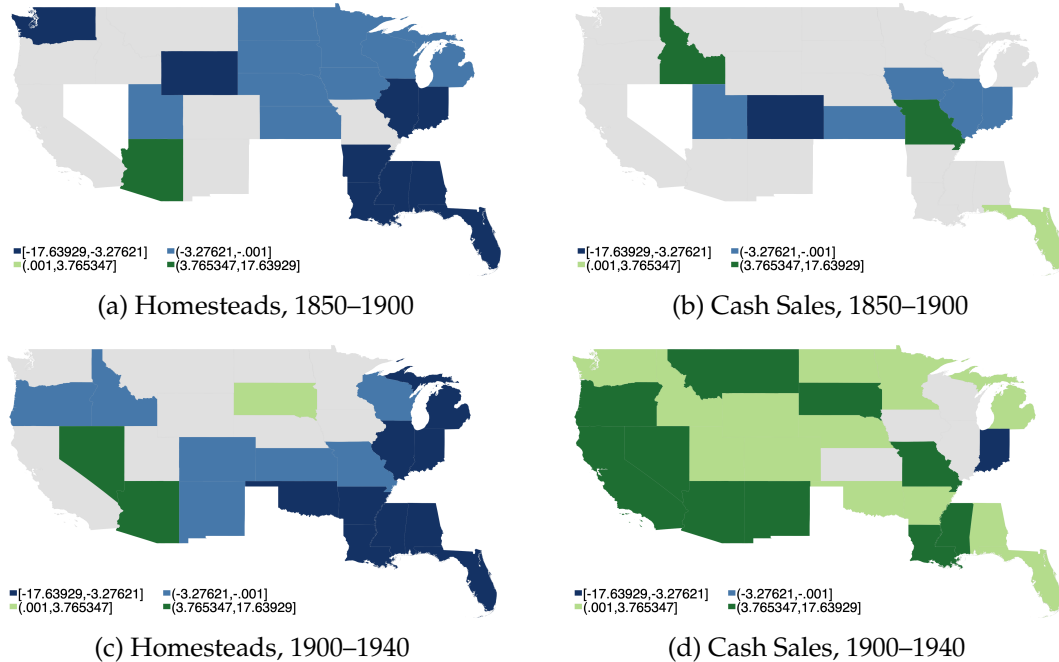 [-17.63929,-3.27621] (-3.27621,-.001]
(.001,3.765347] (3.765347,17.63929]
(a) Homesteads, 1850–1900
[-17.63929,-3.27621] (-3.27621,-.001]
(.001,3.765347] (3.765347,17.63929]
(b) Cash Sales, 1850–1900
[-17.63929,-3.27621] (-3.27621,-.001]
(.001,3.765347] (3.765347,17.63929]
(c) Homesteads, 1900–1940
[-17.63929,-3.27621] (-3.27621,-.001]
(.001,3.765347] (3.765347,17.63929]
(d) Cash Sales, 1900–1940